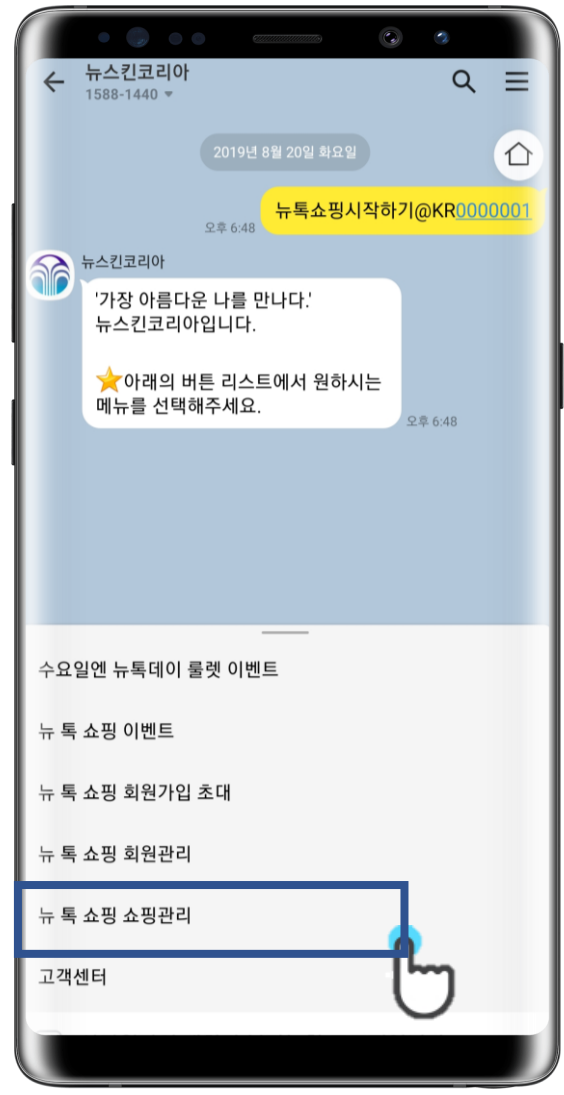 뉴스킨코리아
1588-1440
2019년 8월 20일 화요일
뉴톡쇼핑시작하기@KR0000001
오후 6:48
뉴스킨코리아
'가장 아름다운 나를 만나다.'
뉴스킨코리아입니다.
⭐아래의 버튼 리스트에서 원하시는
메뉴를 선택해주세요.
오후 6:48
수요일엔 뉴톡데이 룰렛 이벤트
뉴 톡 쇼핑 이벤트
뉴 톡 쇼핑 회원가입 초대
뉴 톡 쇼핑 회원관리
뉴 톡 쇼핑 쇼핑관리
고객센터